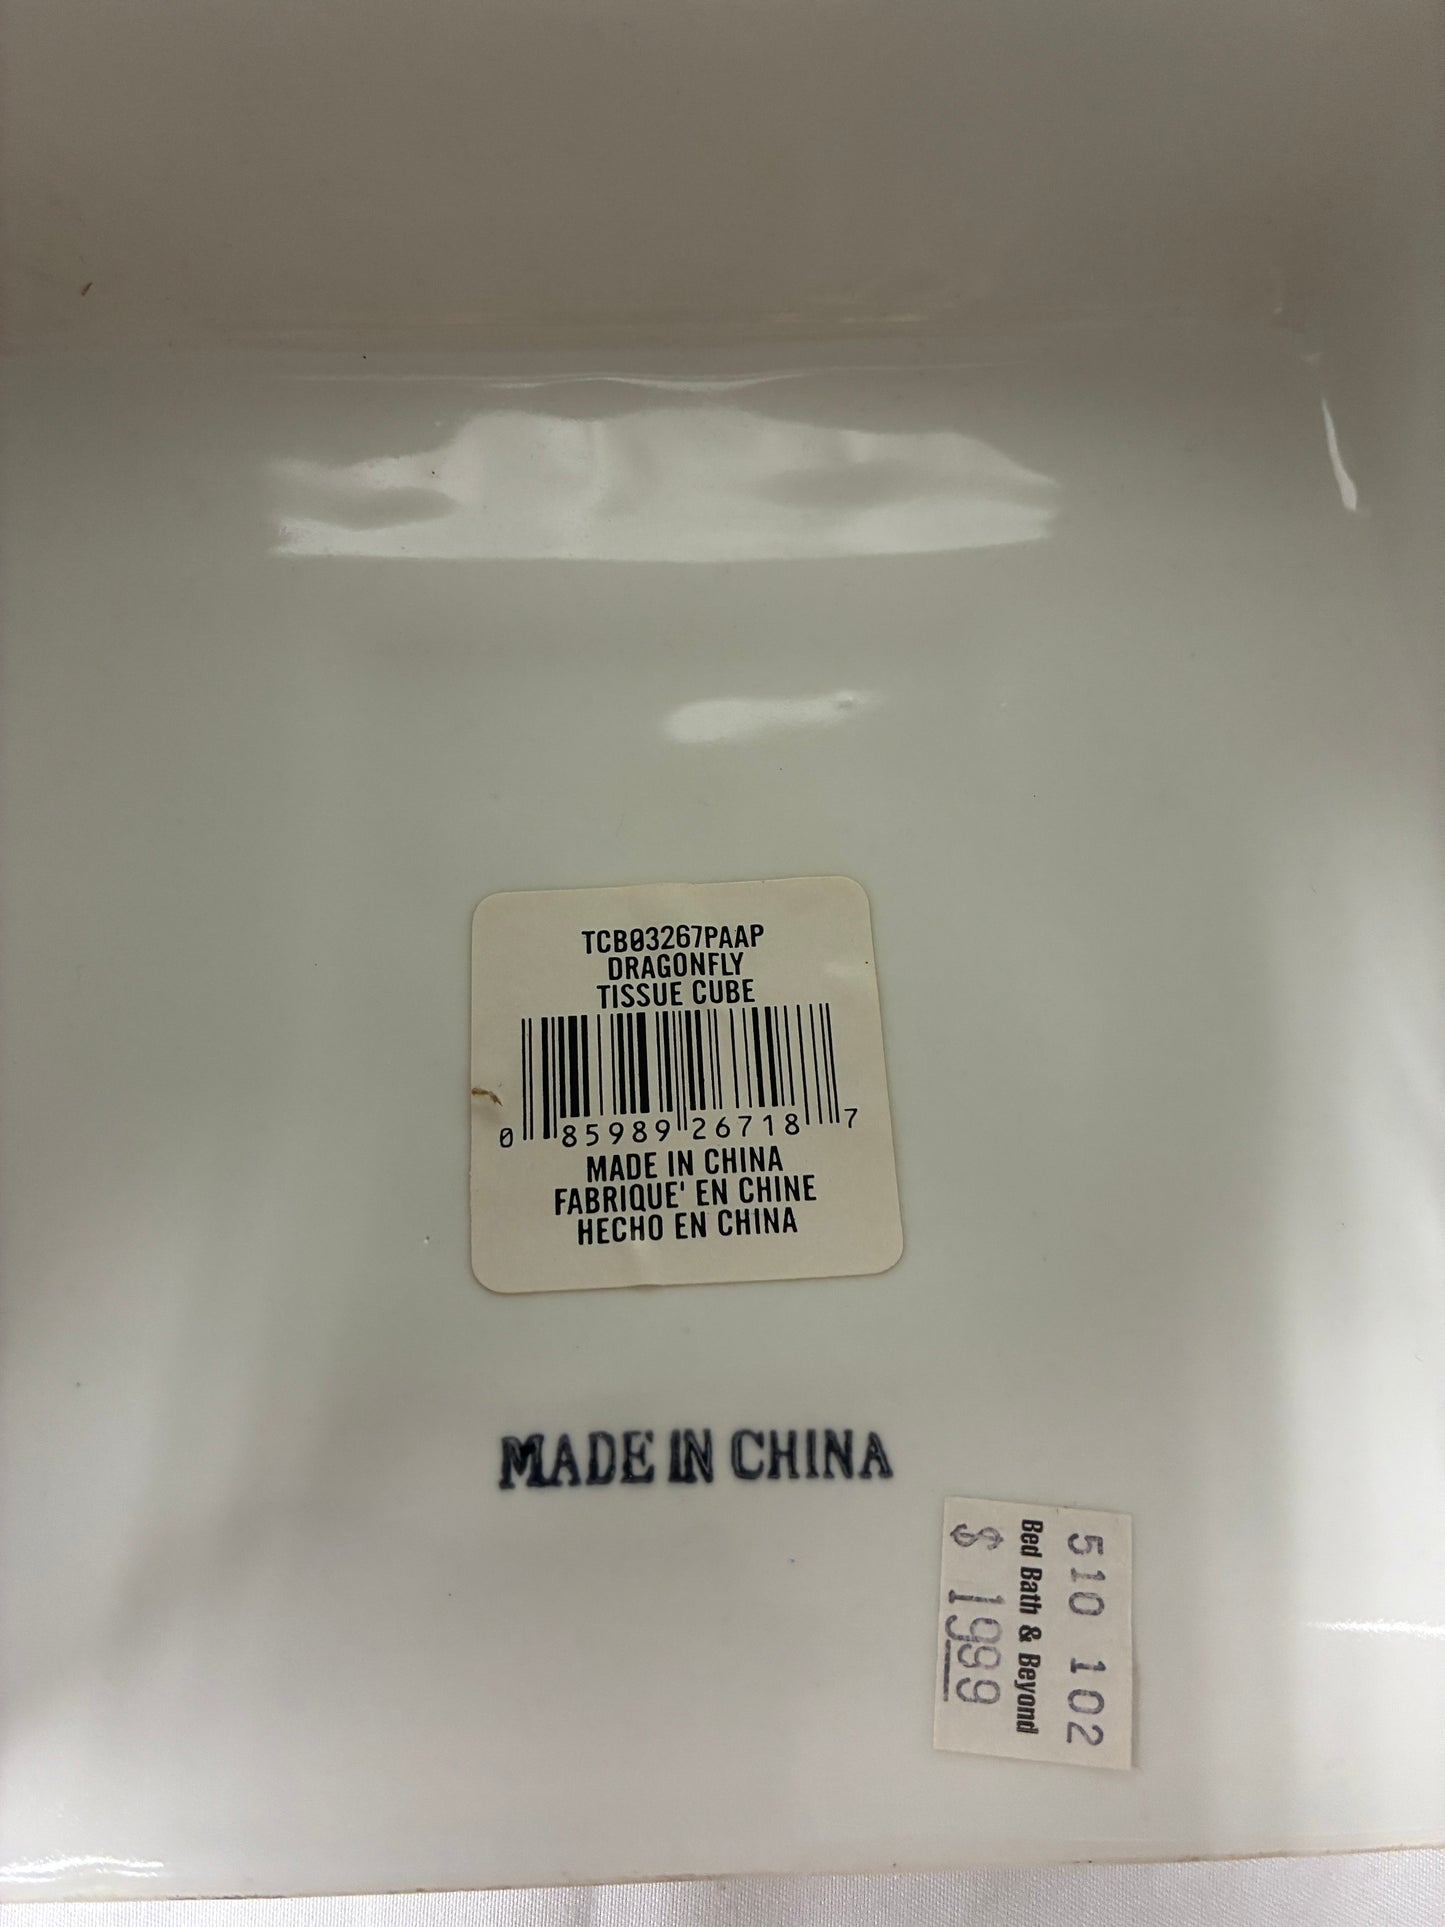 TCB03267PAAP
DRAGONFLY
TISSUE CUBE
0 85989 26718 7
MADE IN CHINA
FABRIQUE' EN CHINE
HECHO EN CHINA
MADE IN CHINA
510 102
Bed Bath & Beyond
$ 1999